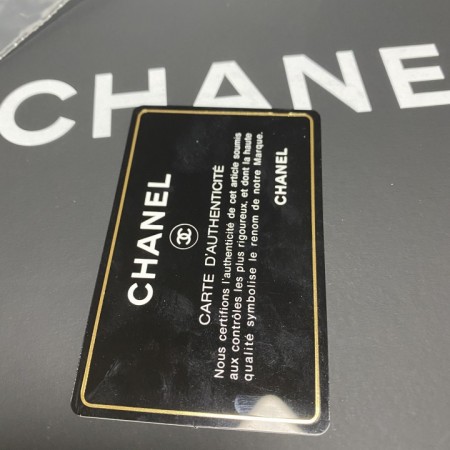 CHANE
CHANEL
CARTE D'AUTHENTICITÉ
Nous certifions l'authenticité de cet article soumis
aux contrôles les plus rigoureux, et dont la haute
qualité symbolise le renom de notre Marque.
CHANEL